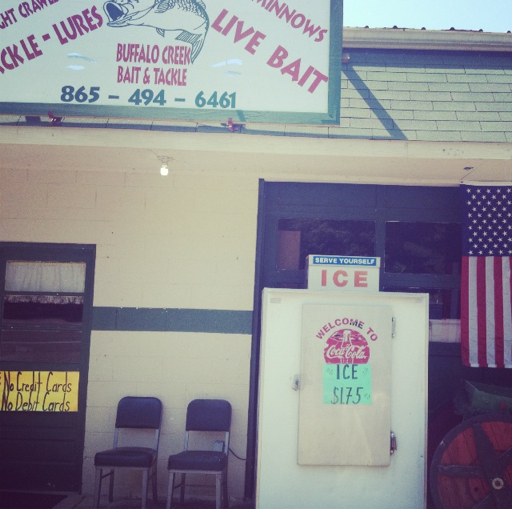 MINNOWS
LIVE BAIT
LURES
BUFFALO CREEK
BAIT & TACKLE
865 - 494 - 6461
SERVE YOURSELF
ICE
WELCOME TO
Coca-Cola
ICE
$1.75
No Credit Cards
No Debit Cards